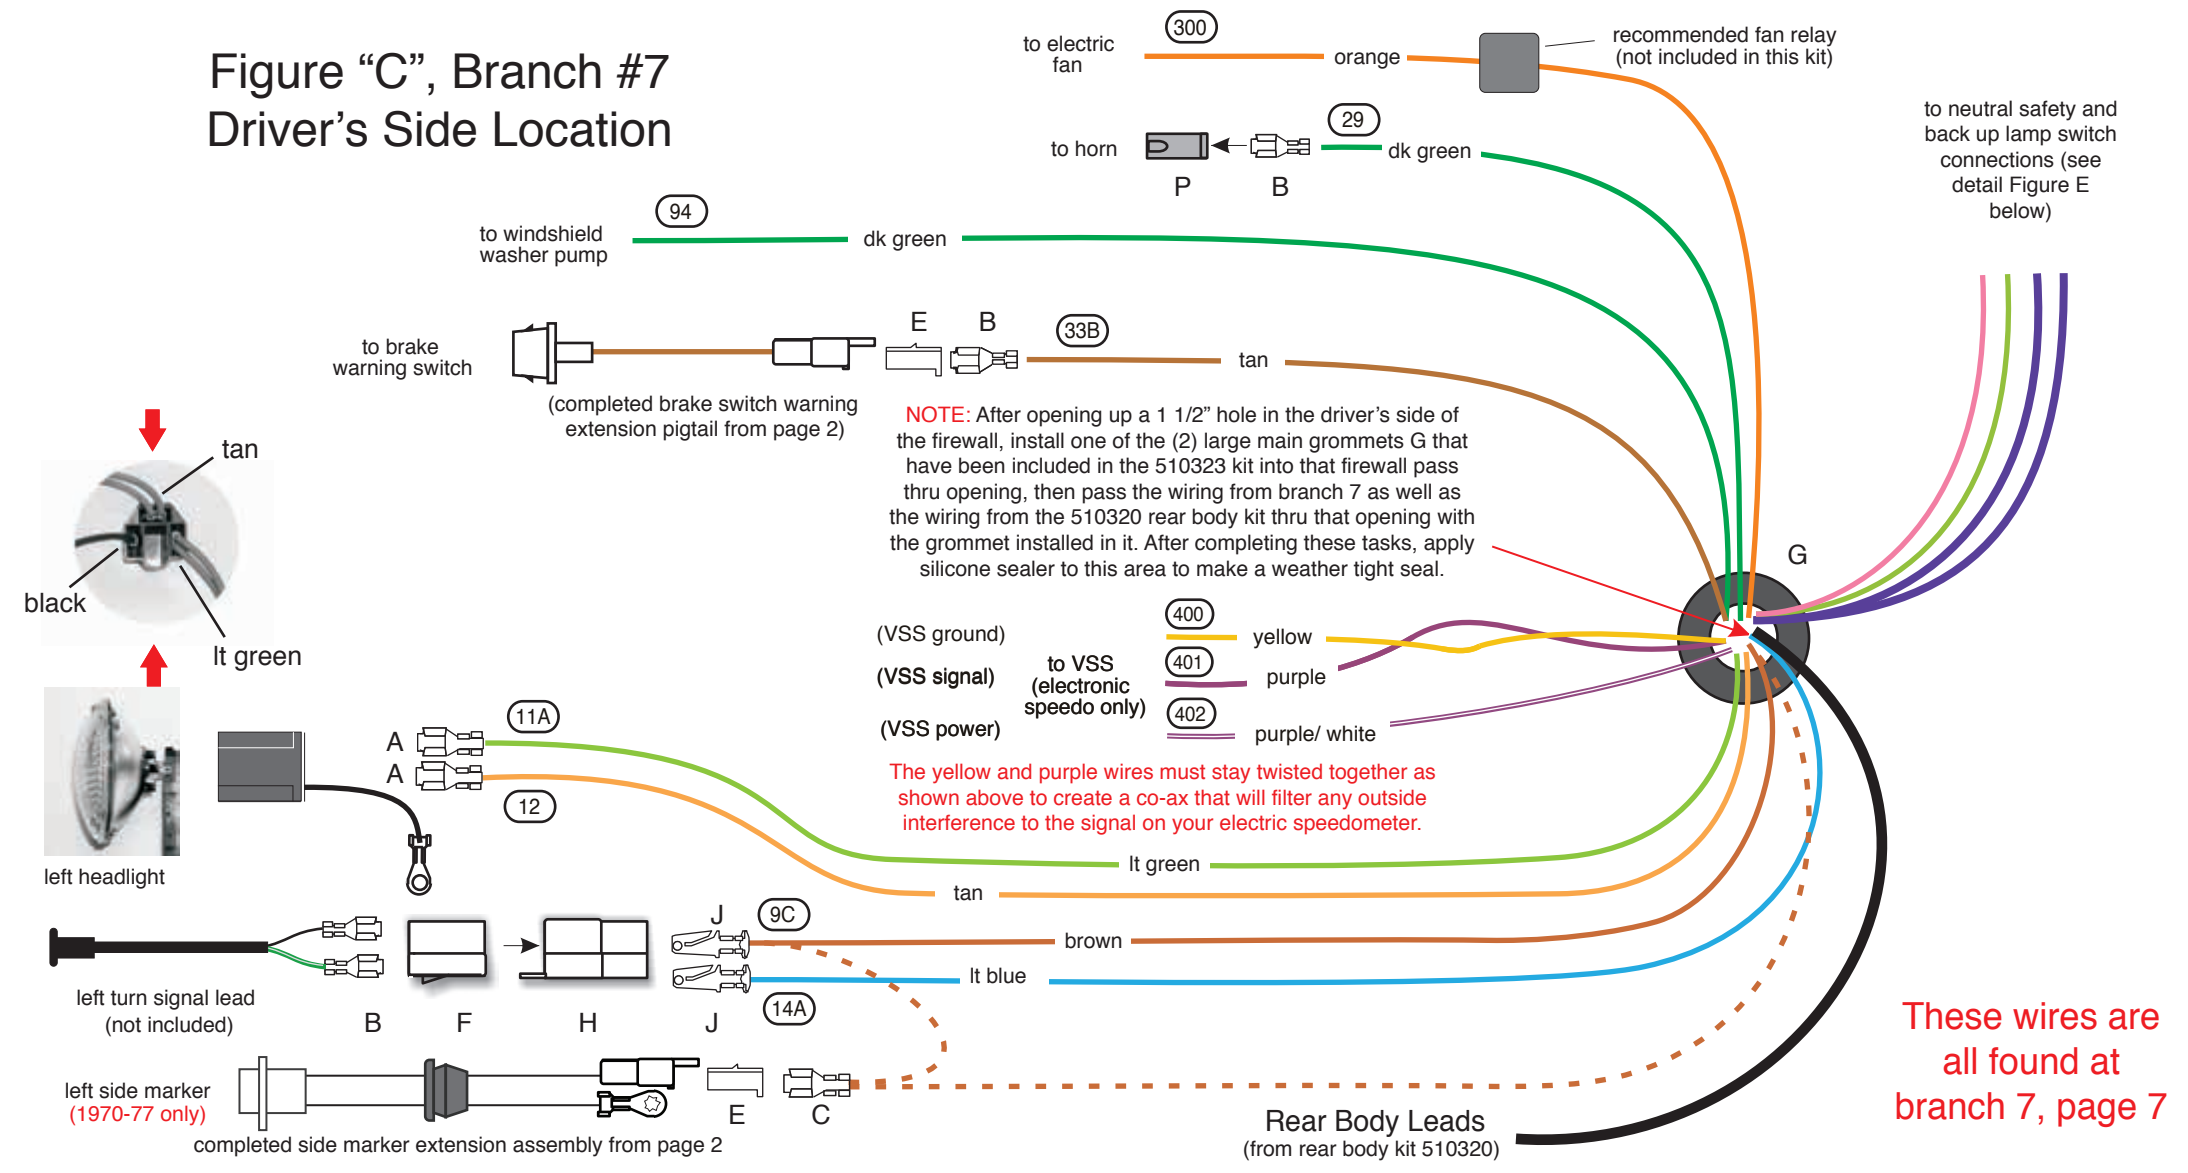 Figure “C”, Branch #7
Driver’s Side Location
300
to electric
fan
orange
recommended fan relay
(not included in this kit)
to neutral safety and
back up lamp switch
connections (see
detail Figure E
below)
29
to horn
dk green
P
B
94
to windshield
washer pump
dk green
E
B
33B
to brake
warning switch
tan
(completed brake switch warning
extension pigtail from page 2)
NOTE: After opening up a 1 1/2” hole in the driver’s side of
the firewall, install one of the (2) large main grommets G that
have been included in the 510323 kit into that firewall pass
thru opening, then pass the wiring from branch 7 as well as
the wiring from the 510320 rear body kit thru that opening with
the grommet installed in it. After completing these tasks, apply
silicone sealer to this area to make a weather tight seal.
G
tan
black
lt green
400
(VSS ground)
yellow
401
(VSS signal)
to VSS
(electronic
speedo only)
purple
402
(VSS power)
purple/ white
The yellow and purple wires must stay twisted together as
shown above to create a co-ax that will filter any outside
interference to the signal on your electric speedometer.
11A
A
A
12
left headlight
lt green
tan
J
9C
brown
lt blue
14A
left turn signal lead
(not included)
B
F
H
J
left side marker
(1970-77 only)
E
C
completed side marker extension assembly from page 2
Rear Body Leads
(from rear body kit 510320)
These wires are
all found at
branch 7, page 7